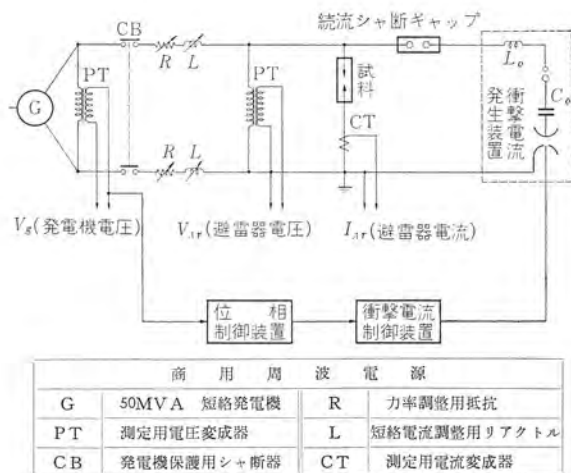 続流シャ断ギャップ
CB
R L
PT
PT
G
試料
CT
L₀
C₀
衝撃電流
発生装置
R L
Vg(発電機電圧)
VAr(避雷器電圧)
IAr(避雷器電流)
位相
制御装置
衝撃電流
制御装置
商用周波電源
G 50MVA 短絡発電機 R 力率調整用抵抗
PT 測定用電圧変成器 L 短絡電流調整用リアクトル
CB 発電機保護用シャ断器 CT 測定用電流変成器